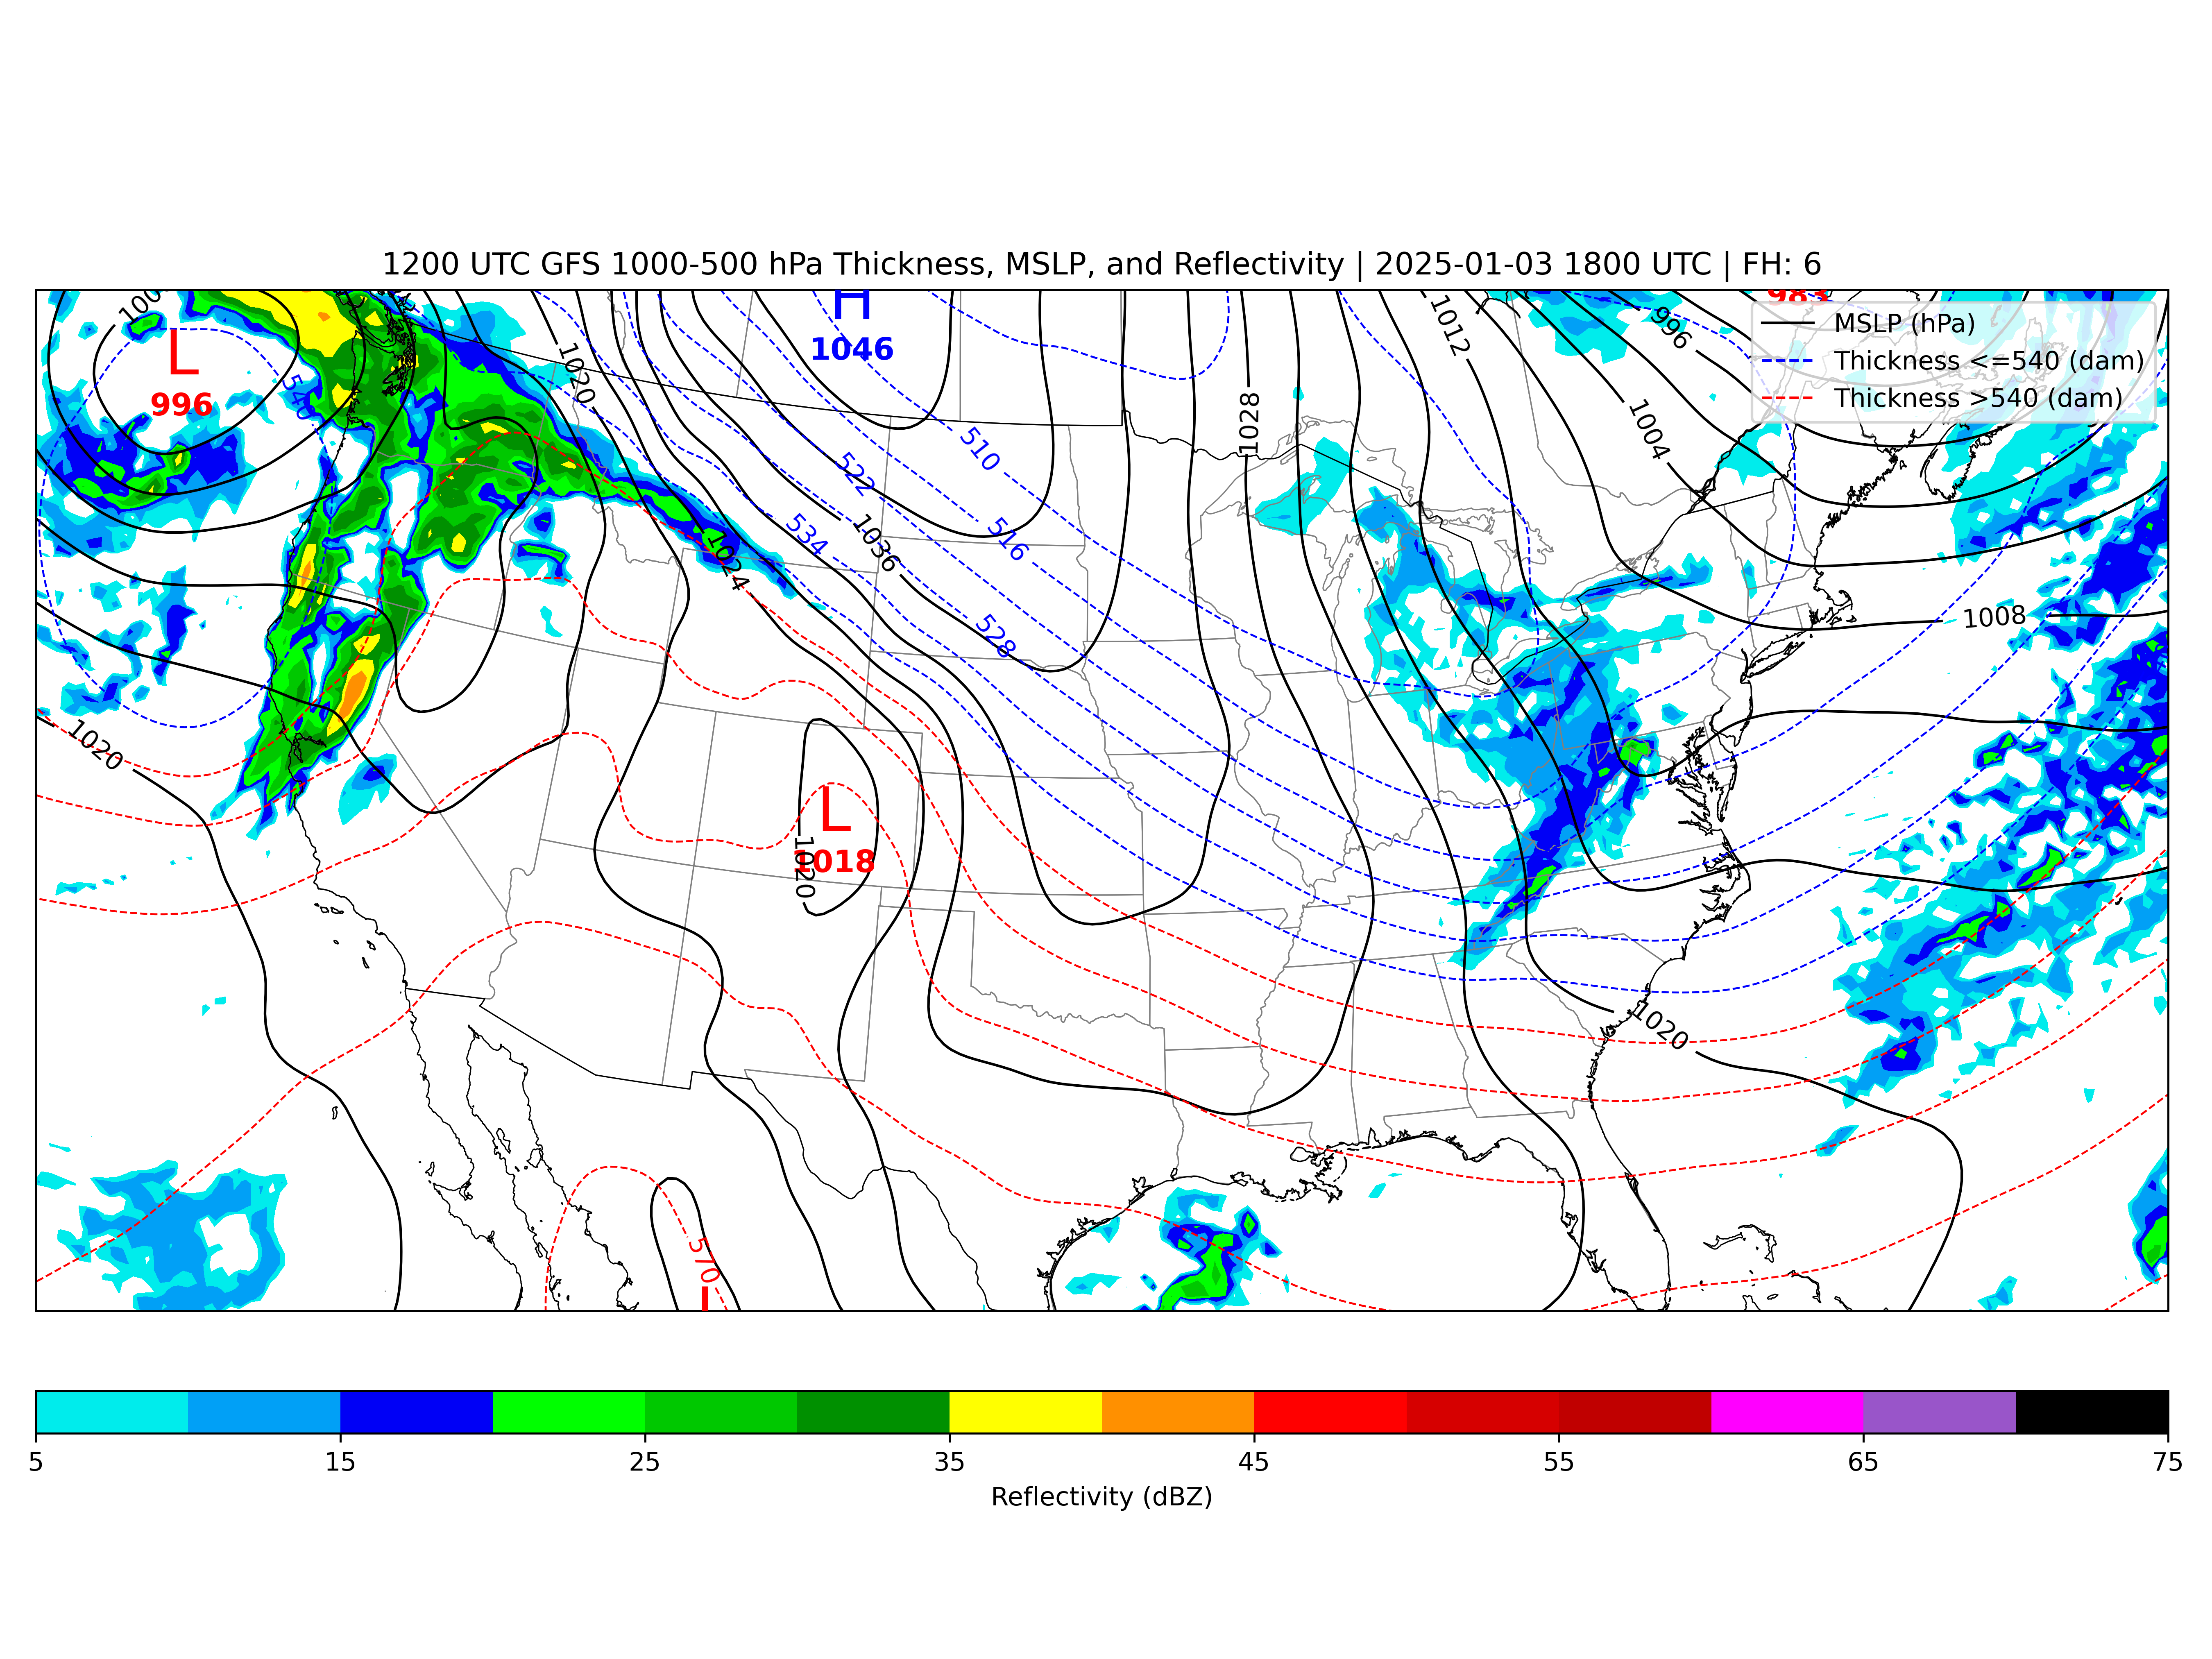 1200 UTC GFS 1000-500 hPa Thickness, MSLP, and Reflectivity | 2025-01-03 1800 UTC | FH: 6
H
1046
L
996
983
MSLP (hPa)
Thickness <=540 (dam)
Thickness >540 (dam)
1020
1012
996
540
1028
1004
510
522
516
534
1036
1024
528
1008
1020
L
1018
1020
1020
570
5 15 25 35 45 55 65 75
Reflectivity (dBZ)